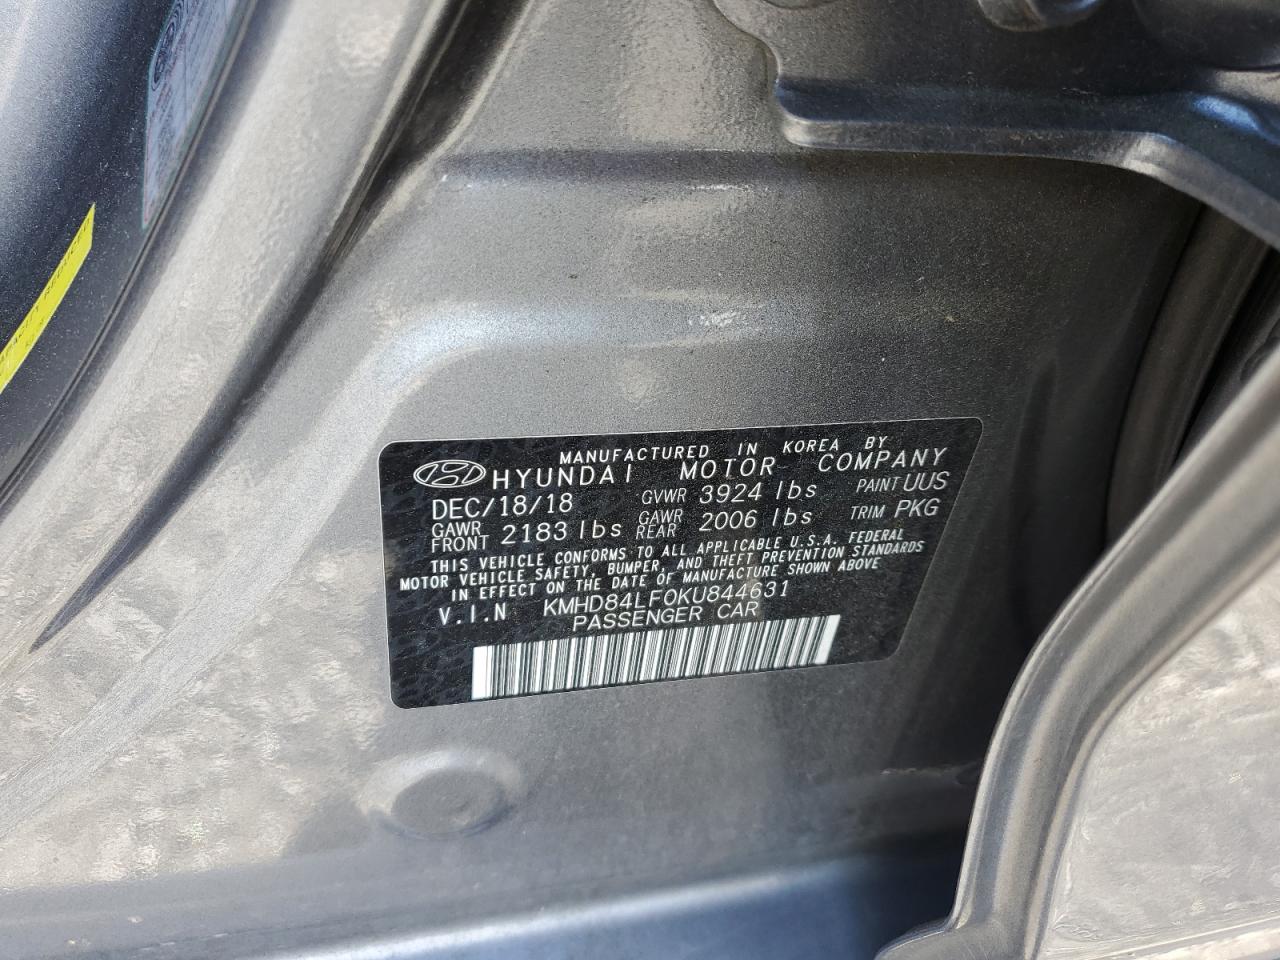 MANUFACTURED IN KOREA BY
HYUNDAI MOTOR COMPANY
DEC/18/18 GVWR 3924 lbs PAINT UUS
GAWR FRONT 2183 lbs GAWR REAR 2006 lbs TRIM PKG
THIS VEHICLE CONFORMS TO ALL APPLICABLE U.S.A. FEDERAL
MOTOR VEHICLE SAFETY, BUMPER, AND THEFT PREVENTION STANDARDS
IN EFFECT ON THE DATE OF MANUFACTURE SHOWN ABOVE
V.I.N KMHD84LF0KU844631
PASSENGER CAR
REDUCED